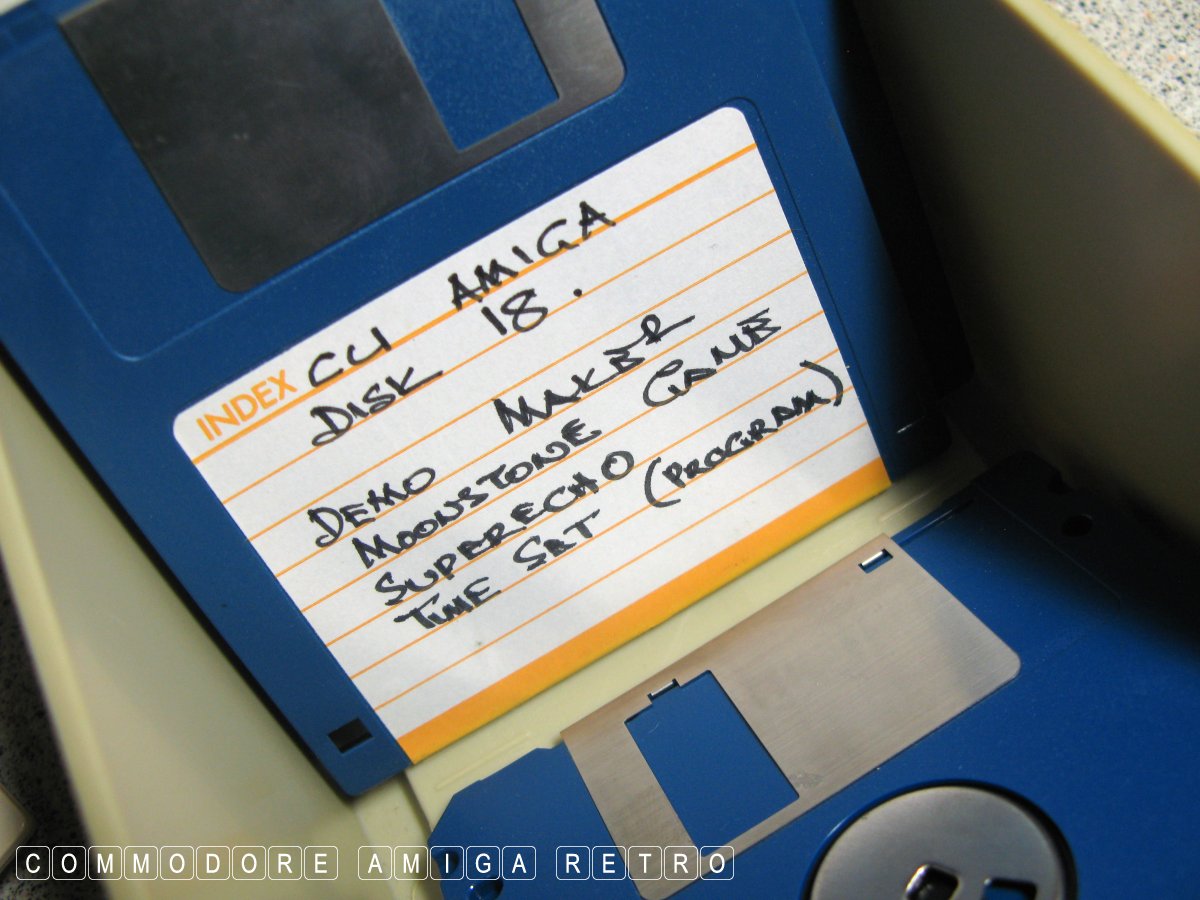 INDEX CU AMIGA
DISK 18.
DEMO MAKER
MOONSTONE GAME
SUPERECHO
TIME SET (PROGRAM)
COMMODORE AMIGA RETRO